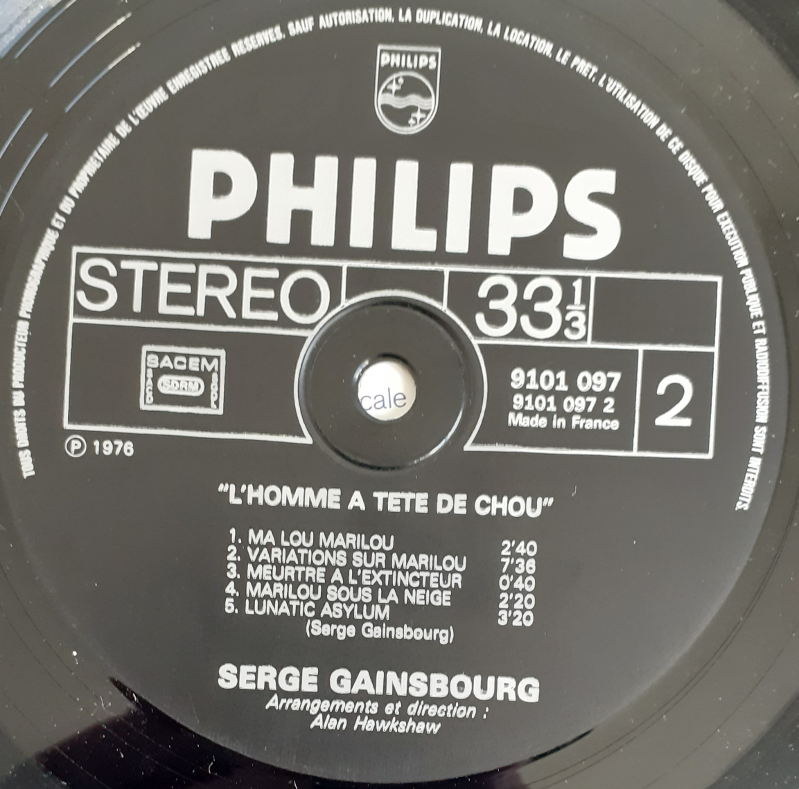 TOUS DROITS DU PRODUCTEUR PHONOGRAPHIQUE ET DU PROPRIETAIRE DE L'ŒUVRE ENREGISTREE RESERVES. SAUF AUTORISATION, LA DUPLICATION, LA LOCATION, LE PRET, L'UTILISATION DE CE DISQUE POUR EXECUTION PUBLIQUE ET RADIODIFFUSION SONT INTERDITS.
PHILIPS
PHILIPS
STEREO
33 1/3
SACEM
SDRM
9101 097
9101 097 2
Made in France
2
cale
℗ 1976
"L'HOMME A TETE DE CHOU"
1. MA LOU MARILOU 2'40
2. VARIATIONS SUR MARILOU 7'36
3. MEURTRE A L'EXTINCTEUR 0'40
4. MARILOU SOUS LA NEIGE 2'20
5. LUNATIC ASYLUM 3'20
(Serge Gainsbourg)
SERGE GAINSBOURG
Arrangements et direction :
Alan Hawkshaw